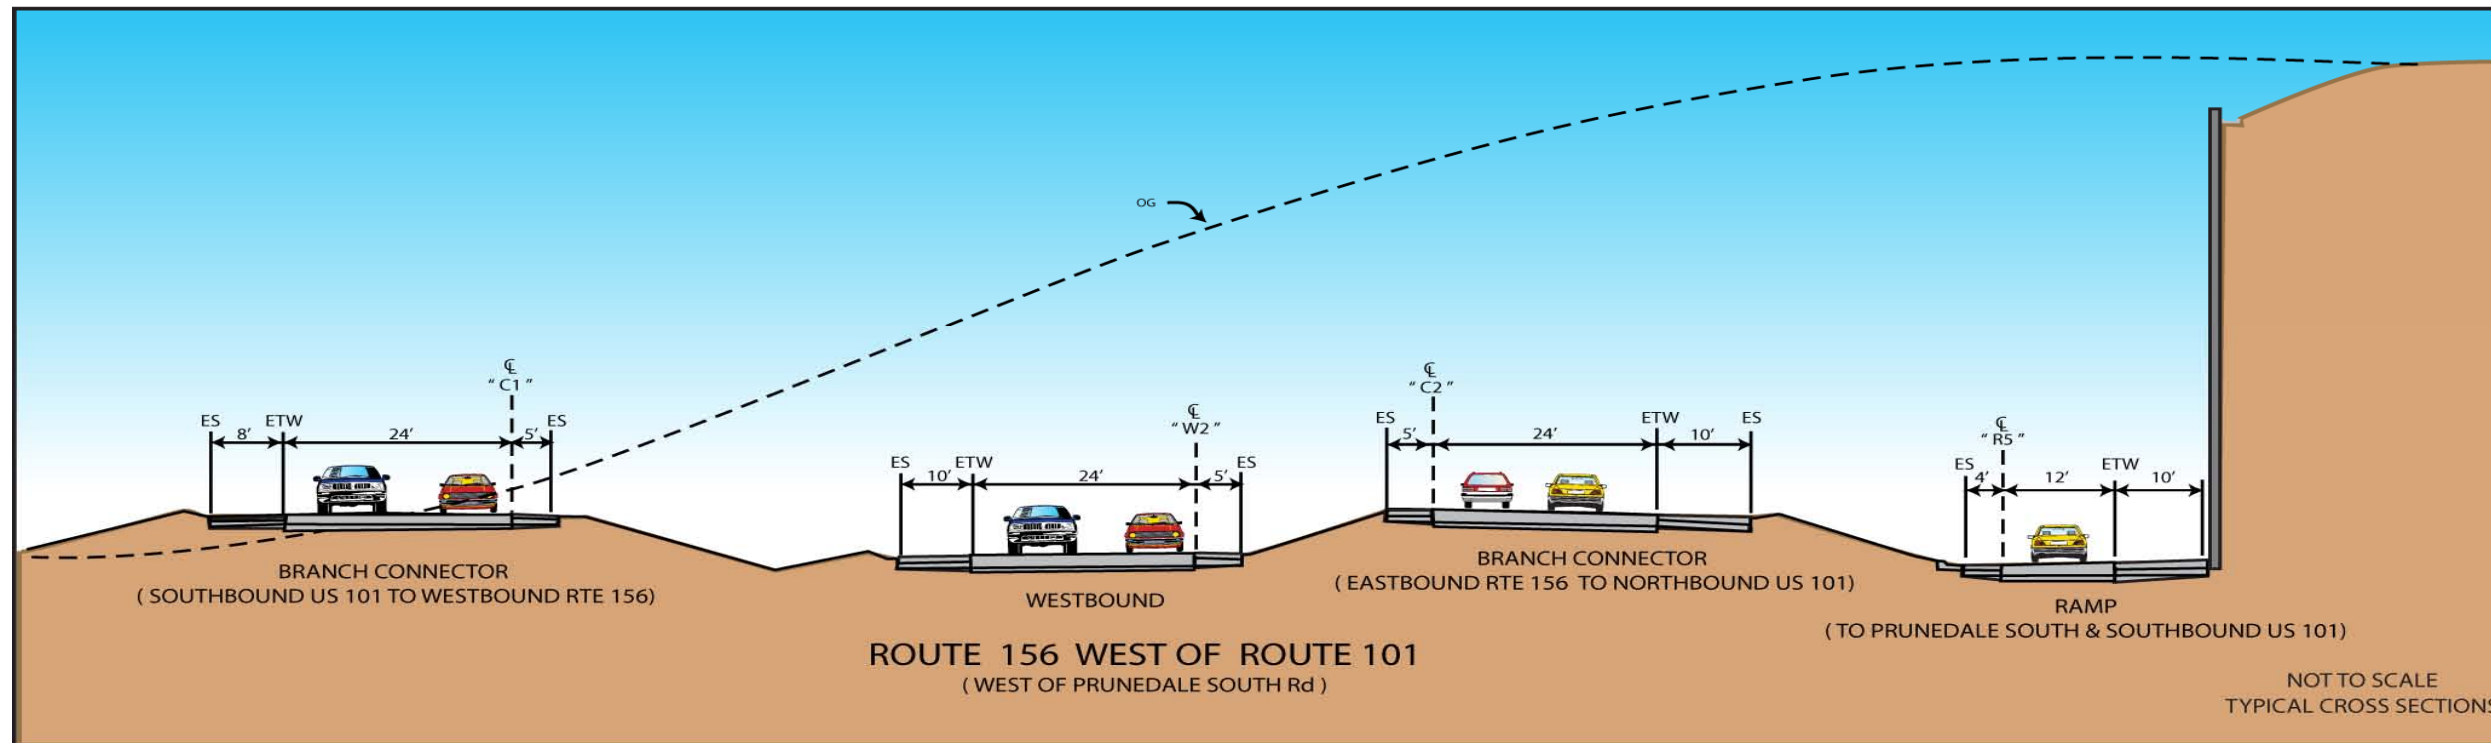 OG
℄
" C1 "
ES
ETW
ES
8'
24'
5'
℄
" C2 "
ES
ETW
ES
5'
24'
10'
℄
" W2 "
ES
ETW
ES
10'
24'
5'
℄
" R5 "
ES
ETW
4'
12'
10'
BRANCH CONNECTOR
( SOUTHBOUND US 101 TO WESTBOUND RTE 156)
WESTBOUND
BRANCH CONNECTOR
( EASTBOUND RTE 156 TO NORTHBOUND US 101)
RAMP
( TO PRUNEDALE SOUTH & SOUTHBOUND US 101)
ROUTE 156 WEST OF ROUTE 101
( WEST OF PRUNEDALE SOUTH Rd )
NOT TO SCALE
TYPICAL CROSS SECTIONS